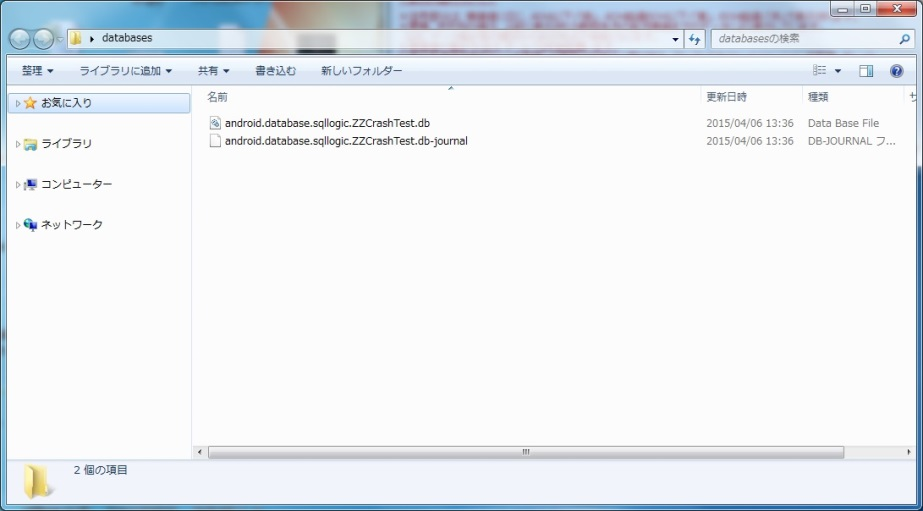 databases
databasesの検索
整理 ライブラリに追加 共有 書き込む 新しいフォルダー
お気に入り
ライブラリ
コンピューター
ネットワーク
名前 更新日時 種類 サ
android.database.sqllogic.ZZCrashTest.db 2015/04/06 13:36 Data Base File
android.database.sqllogic.ZZCrashTest.db-journal 2015/04/06 13:36 DB-JOURNAL フ...
2 個の項目